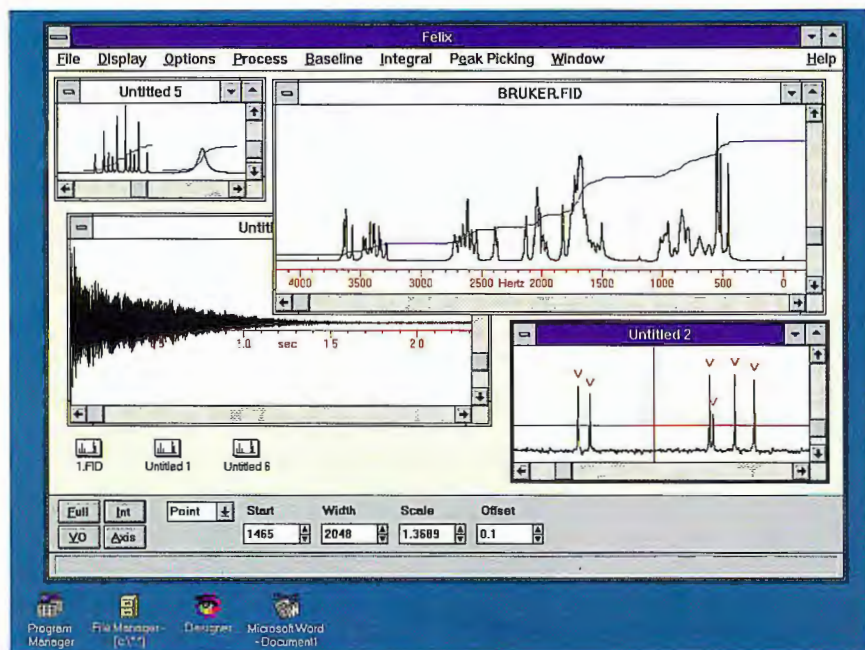 Felix
File Display Options Process Baseline Integral Peak Picking Window Help
Untitled 5
BRUKER.FID
4000 3500 3000 2500 Hertz 2000 1500 1000 500 0
1.0 sec 1.5 2.0
Untitled 2
V V V V V V
1.FID Untitled 1 Untitled 6
Full Int Point Start Width Scale Offset
VO Axis 1465 2048 1.3689 0.1
Program Manager
File Manager - [c:\*.*]
Designer
Microsoft Word - Document1